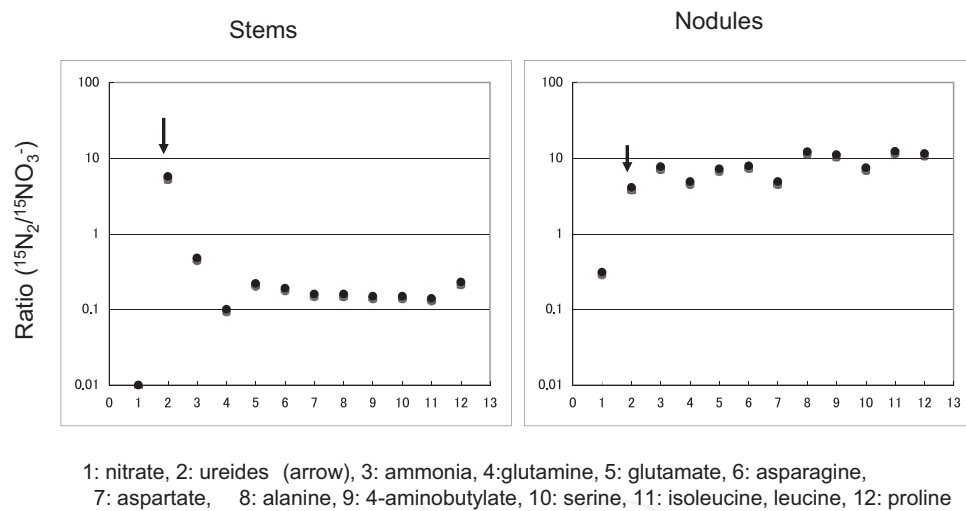 Stems
Nodules
Ratio (¹⁵N₂/¹⁵NO₃⁻)
100
10
1
0.1
0.01
0 1 2 3 4 5 6 7 8 9 10 11 12 13
100
10
1
0.1
0.01
0 1 2 3 4 5 6 7 8 9 10 11 12 13
1: nitrate, 2: ureides (arrow), 3: ammonia, 4:glutamine, 5: glutamate, 6: asparagine,
7: aspartate, 8: alanine, 9: 4-aminobutylate, 10: serine, 11: isoleucine, leucine, 12: proline